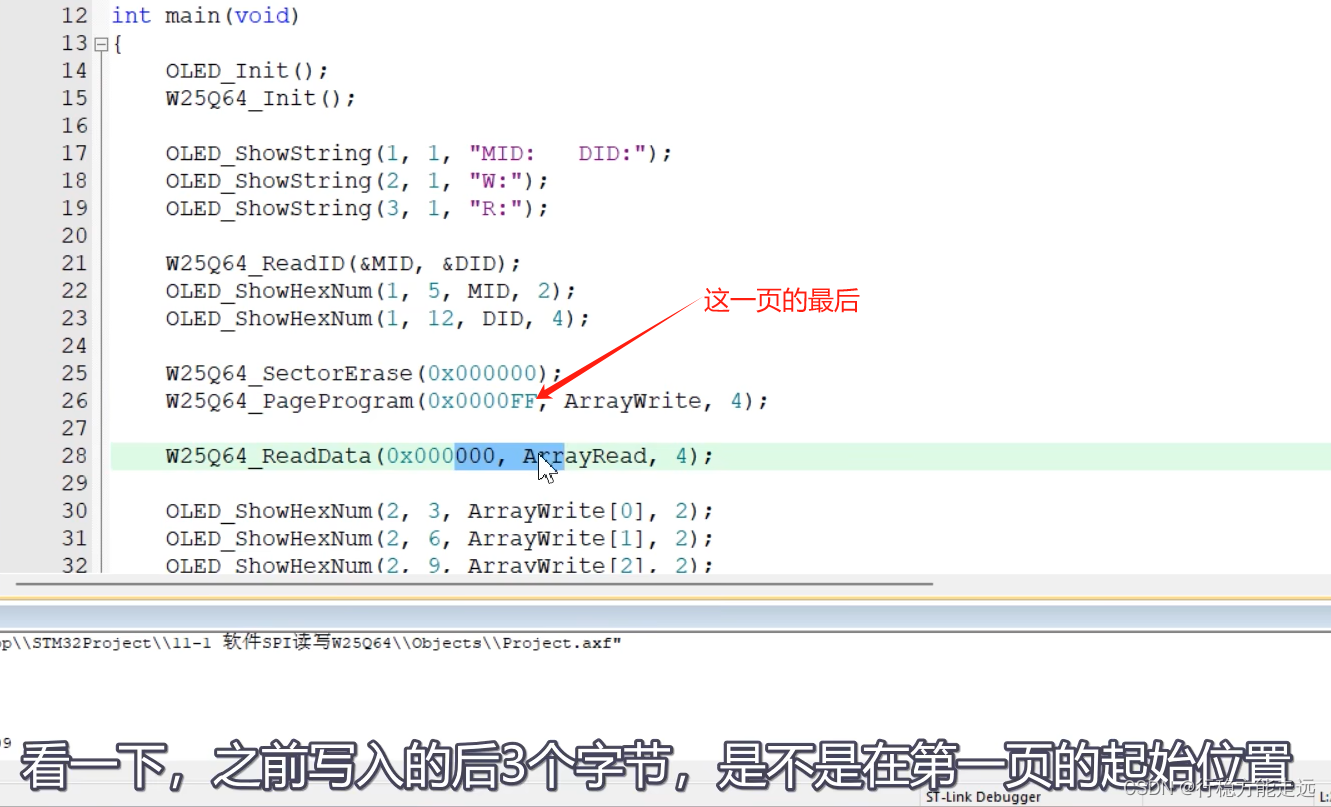 12 int main(void)
13 {
14 OLED_Init();
15 W25Q64_Init();
16
17 OLED_ShowString(1, 1, "MID:   DID:");
18 OLED_ShowString(2, 1, "W:");
19 OLED_ShowString(3, 1, "R:");
20
21 W25Q64_ReadID(&MID, &DID);
22 OLED_ShowHexNum(1, 5, MID, 2);
这一页的最后
23 OLED_ShowHexNum(1, 12, DID, 4);
24
25 W25Q64_SectorErase(0x000000);
26 W25Q64_PageProgram(0x0000FF, ArrayWrite, 4);
27
28 W25Q64_ReadData(0x000000, ArrayRead, 4);
29
30 OLED_ShowHexNum(2, 3, ArrayWrite[0], 2);
31 OLED_ShowHexNum(2, 6, ArrayWrite[1], 2);
32 OLED_ShowHexNum(2, 9, ArrayWrite[2], 2);
op\\STM32Project\\11-1 软件SPI读写W25Q64\\Objects\\Project.axf"
09
看一下，之前写入的后3个字节，是不是在第一页的起始位置
CSDN @行稳方能走远
ST-Link Debugger
L: